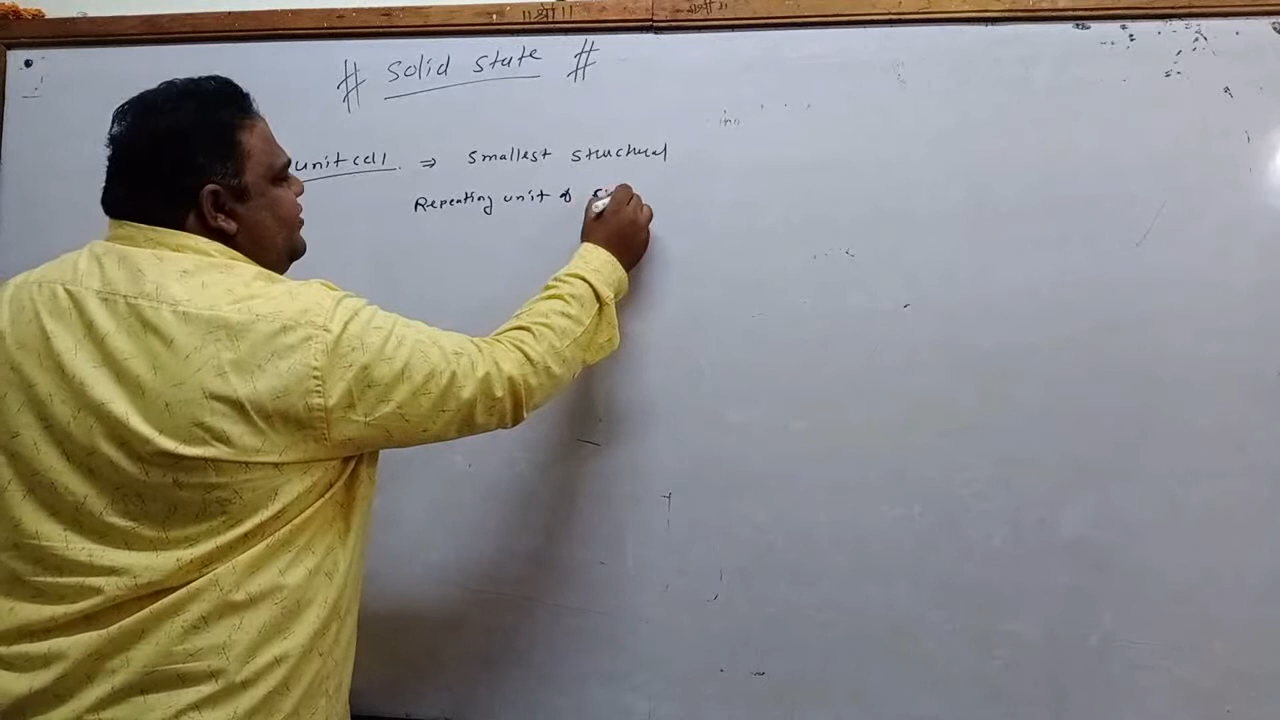 ॥श्री॥ ॥श्री॥
# Solid State #
unit cell ⇒ Smallest structural
Repeating unit of